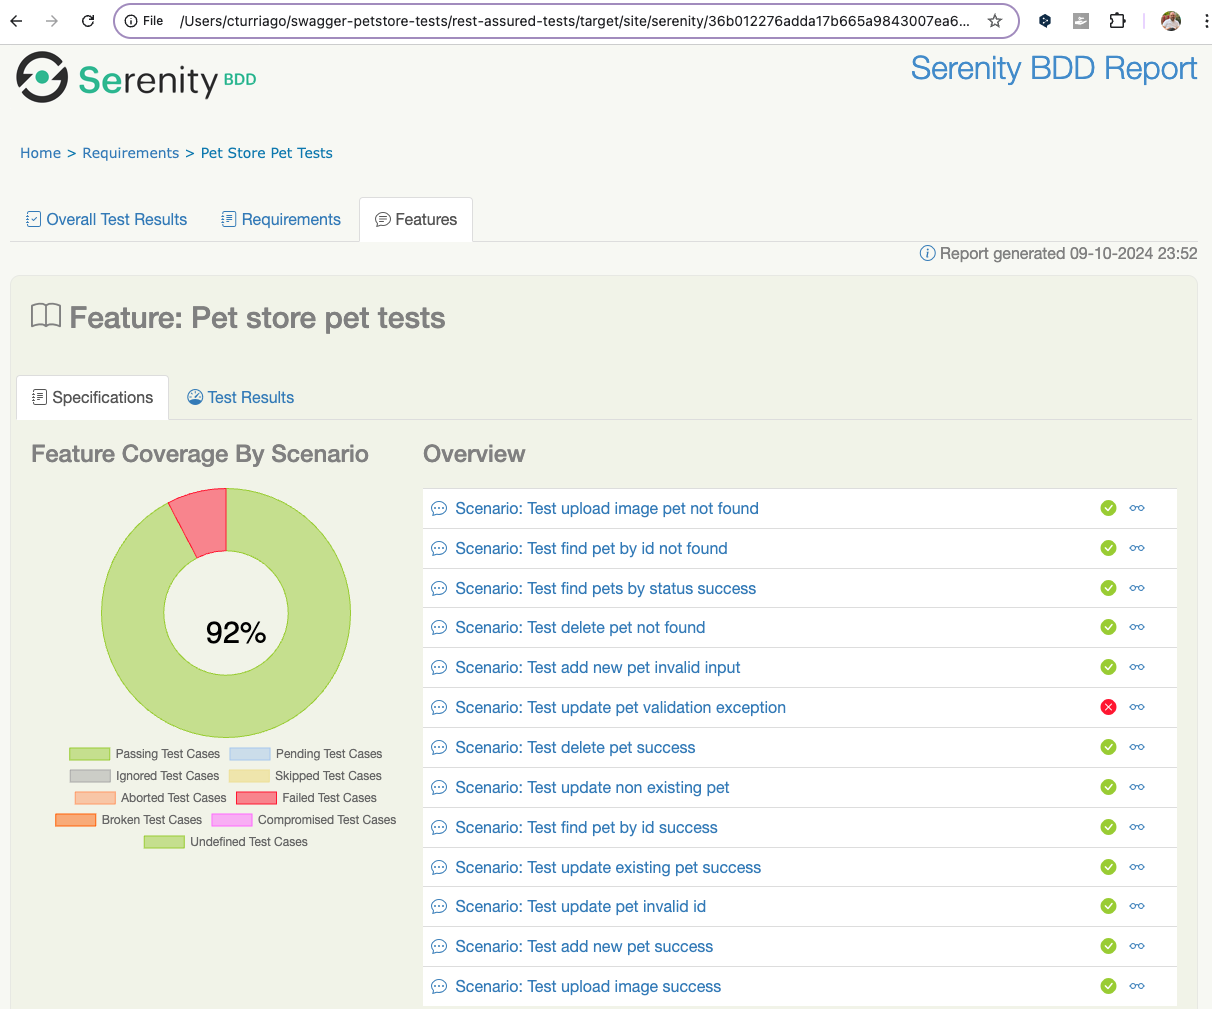 File /Users/cturriago/swagger-petstore-tests/rest-assured-tests/target/site/serenity/36b012276adda17b665a9843007ea6...
Serenity BDD
Serenity BDD Report
Home > Requirements > Pet Store Pet Tests
Overall Test Results Requirements Features
Report generated 09-10-2024 23:52
Feature: Pet store pet tests
Specifications Test Results
Feature Coverage By Scenario
92%
Passing Test Cases Pending Test Cases
Ignored Test Cases Skipped Test Cases
Aborted Test Cases Failed Test Cases
Broken Test Cases Compromised Test Cases
Undefined Test Cases
Overview
Scenario: Test upload image pet not found
Scenario: Test find pet by id not found
Scenario: Test find pets by status success
Scenario: Test delete pet not found
Scenario: Test add new pet invalid input
Scenario: Test update pet validation exception
Scenario: Test delete pet success
Scenario: Test update non existing pet
Scenario: Test find pet by id success
Scenario: Test update existing pet success
Scenario: Test update pet invalid id
Scenario: Test add new pet success
Scenario: Test upload image success